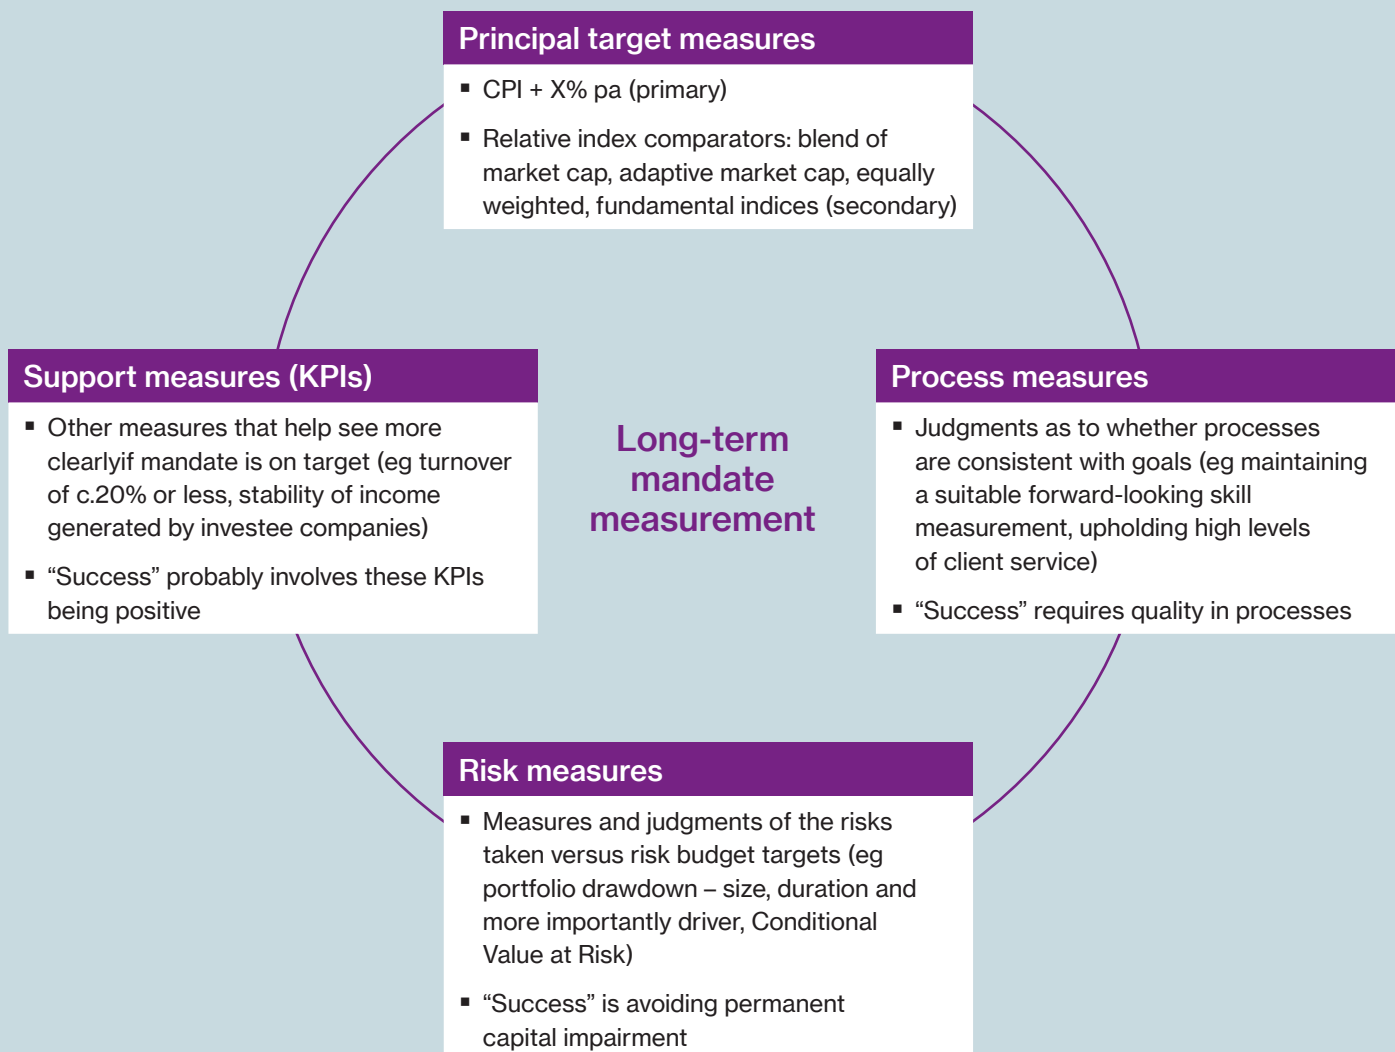 Principal target measures
▪ CPI + X% pa (primary)
▪ Relative index comparators: blend of
market cap, adaptive market cap, equally
weighted, fundamental indices (secondary)
Support measures (KPIs)
▪ Other measures that help see more
clearlyif mandate is on target (eg turnover
of c.20% or less, stability of income
generated by investee companies)
▪ “Success” probably involves these KPIs
being positive
Long-term
mandate
measurement
Process measures
▪ Judgments as to whether processes
are consistent with goals (eg maintaining
a suitable forward-looking skill
measurement, upholding high levels
of client service)
▪ “Success” requires quality in processes
Risk measures
▪ Measures and judgments of the risks
taken versus risk budget targets (eg
portfolio drawdown – size, duration and
more importantly driver, Conditional
Value at Risk)
▪ “Success” is avoiding permanent
capital impairment